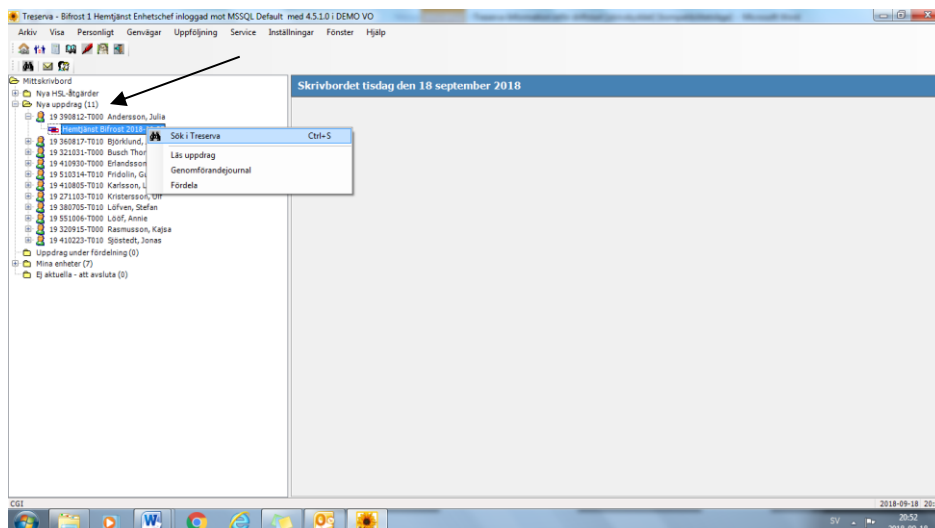 Treserva - Bifrost 1 Hemtjänst Enhetschef inloggad mot MSSQL Default med 4.5.1.0 i DEMO VO
Arkiv Visa Personligt Genvägar Uppföljning Service Inställningar Fönster Hjälp
Mittskrivbord
Skrivbordet tisdag den 18 september 2018
Nya HSL-åtgärder
Nya uppdrag (11)
19 390812-T000 Andersson, Julia
Hemtjänst Bifrost 2018-
Sök i Treserva Ctrl+S
19 360817-T010 Björklund,
19 321031-T000 Busch Thor
Läs uppdrag
19 410930-T000 Erlandsson
Genomförandejournal
19 510314-T010 Fridolin,
19 410805-T010 Karlsson, L
Fördela
19 271103-T010 Kristersson, Ulf
19 380705-T010 Löfven, Stefan
19 551006-T000 Lööf, Annie
19 320915-T000 Rasmusson, Kajsa
19 410223-T010 Sjöstedt, Jonas
Uppdrag under fördelning (0)
Mina enheter (7)
Ej aktuella - att avsluta (0)
CGI 2018-09-18 20:
SV 20:52
2018-09-18